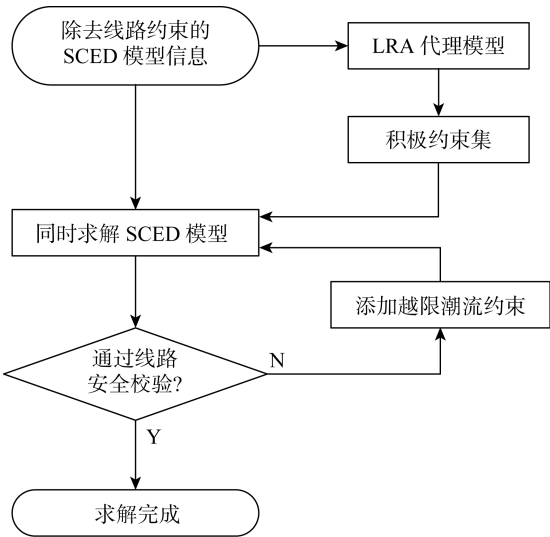 除去线路约束的
SCED 模型信息
LRA 代理模型
积极约束集
同时求解 SCED 模型
添加越限潮流约束
通过线路
安全校验?
N
Y
求解完成